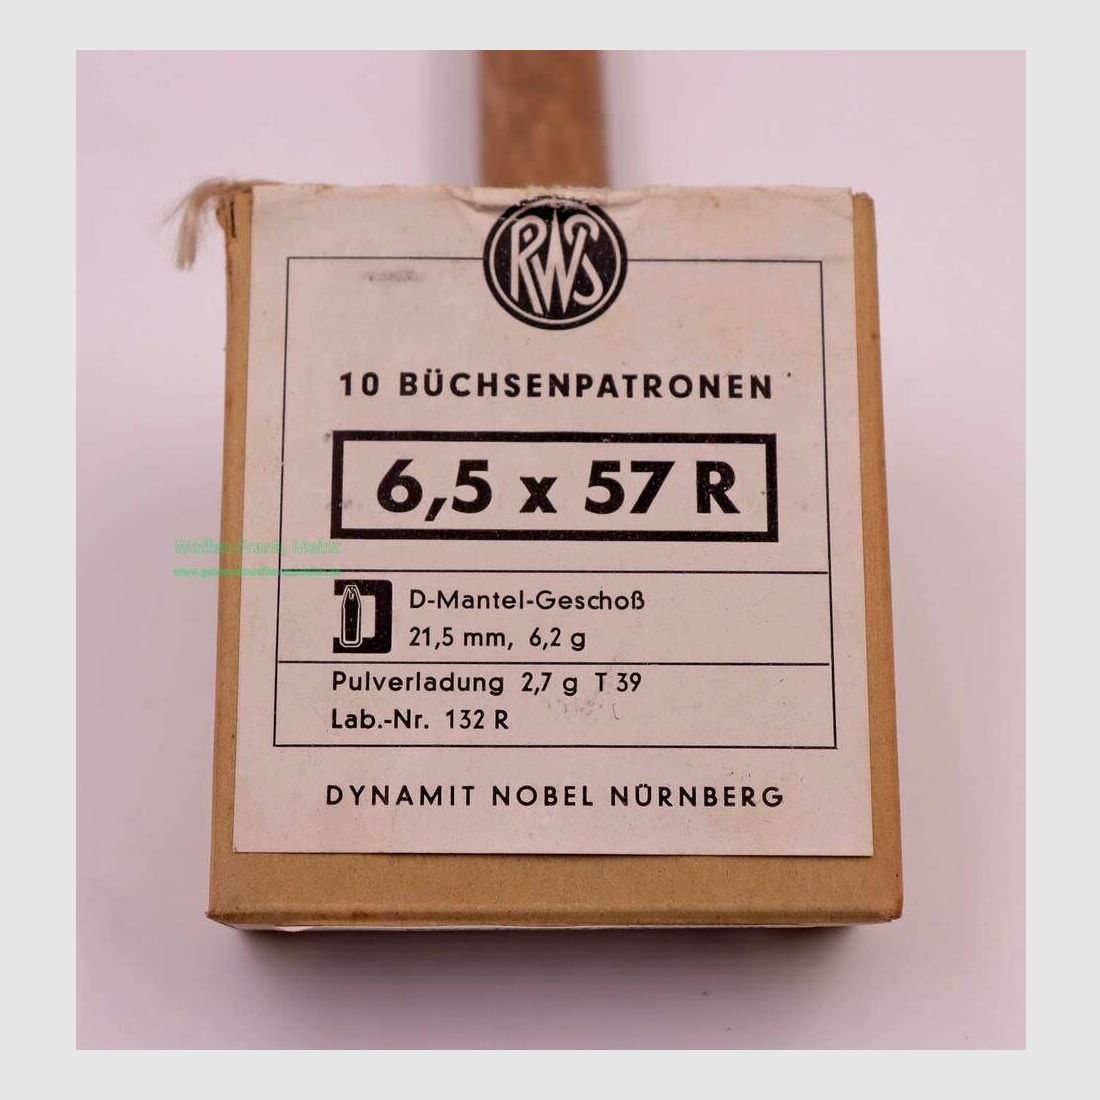 RWS
10 BÜCHSENPATRONEN
6,5 x 57 R
D-Mantel-Geschoß
21,5 mm, 6,2 g
Pulverladung 2,7 g T 39
Lab.-Nr. 132 R
DYNAMIT NOBEL NÜRNBERG